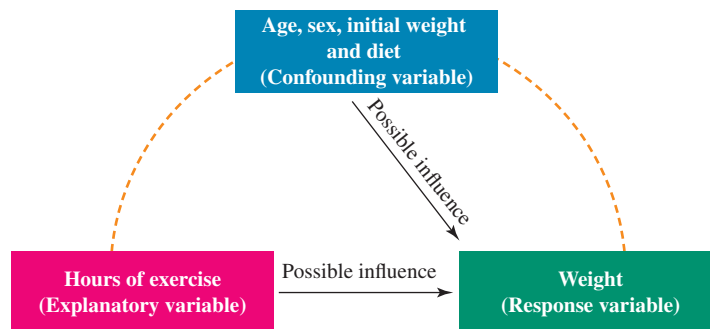 Age, sex, initial weight
and diet
(Confounding variable)
Possible influence
Hours of exercise
(Explanatory variable)
Possible influence
Weight
(Response variable)